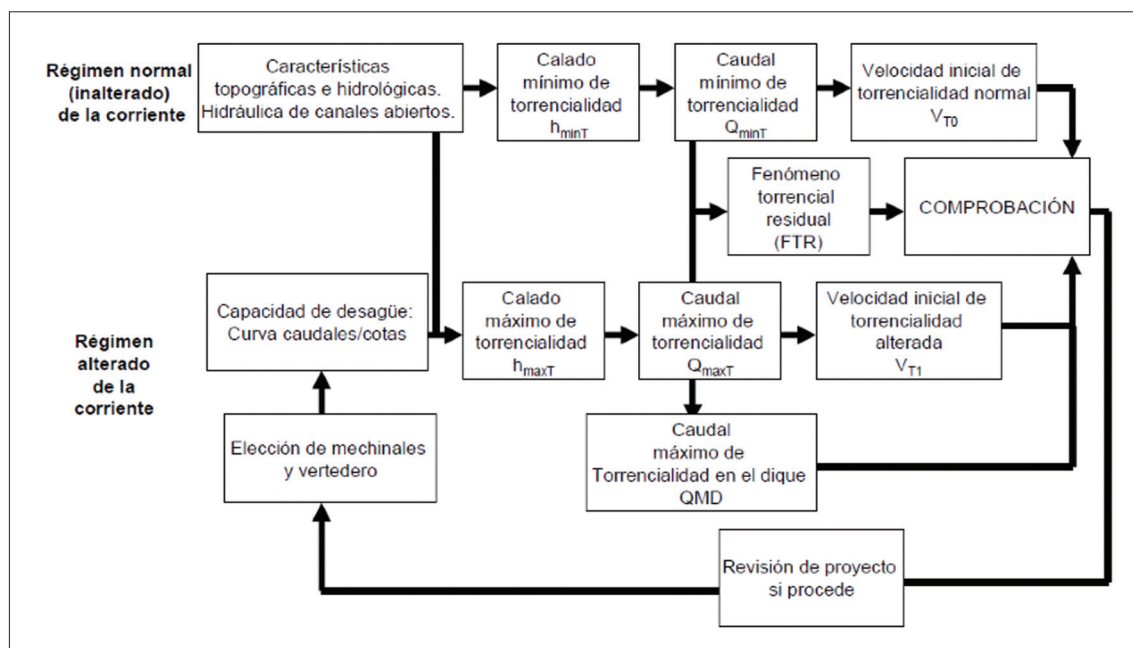 Régimen normal
(inalterado)
de la corriente
Características
topográficas e hidrológicas.
Hidráulica de canales abiertos.
Calado
mínimo de
torrencialidad
hminT
Caudal
mínimo de
torrencialidad
QminT
Velocidad inicial de
torrencialidad normal
VT0
Fenómeno
torrencial
residual
(FTR)
COMPROBACIÓN
Régimen
alterado
de la
corriente
Capacidad de desagüe:
Curva caudales/cotas
Calado
máximo de
torrencialidad
hmaxT
Caudal
máximo de
torrencialidad
QmaxT
Velocidad inicial de
torrencialidad
alterada
VT1
Elección de mechinales
y vertedero
Caudal
máximo de
Torrencialidad en el dique
QMD
Revisión de proyecto
si procede